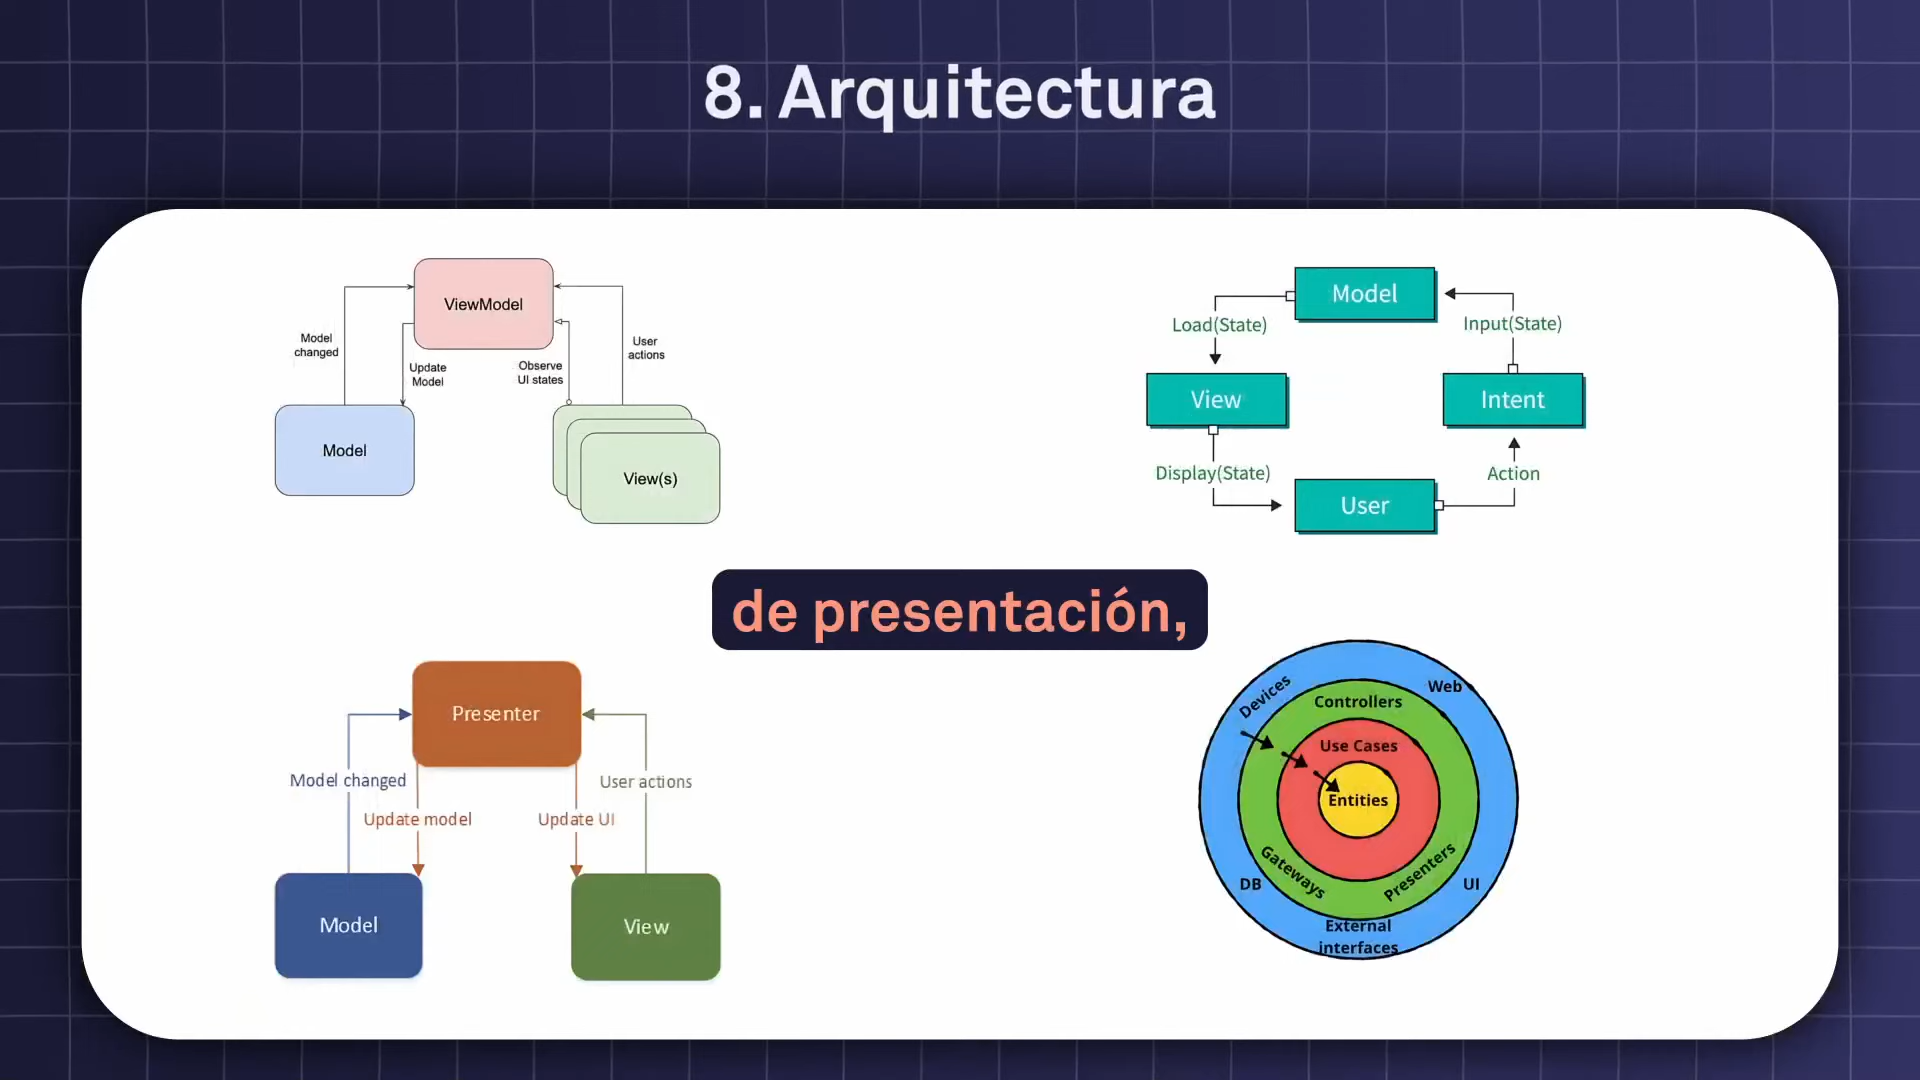 8. Arquitectura
ViewModel
Model
changed
Update
Model
Observe
UI states
User
actions
Model
View(s)
Model
Load(State)
Input(State)
View
Intent
Display(State)
Action
User
de presentación,
Presenter
Model changed
User actions
Update model
Update UI
Model
View
Devices
Web
Controllers
Use Cases
Entities
Gateways
Presenters
DB
UI
External
interfaces